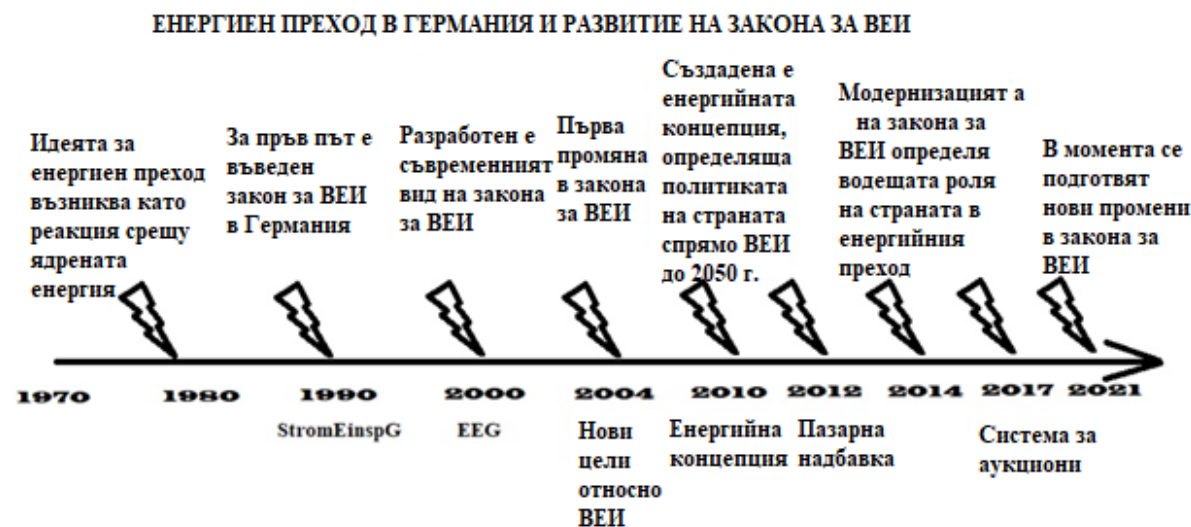 ЕНЕРГИЕН ПРЕХОД В ГЕРМАНИЯ И РАЗВИТИЕ НА ЗАКОНА ЗА ВЕИ
Идеята за
енергиен преход
възниква като
реакция срещу
ядрената
енергия
За пръв път е
въведен
закон за ВЕИ
в Германия
Разработен е
съвременният
вид на закона
за ВЕИ
Първа
промяна
в закона
за ВЕИ
Създадена е
енергийната
концепция,
определяща
политиката
на страната
спрямо ВЕИ
до 2050 г.
Модернизацият а
на закона за
ВЕИ определя
водещата роля
на страната в
енергийния
преход
В момента се
подготвят
нови промени
в закона за
ВЕИ
1970 1980 1990 2000 2004 2010 2012 2014 2017 2021
StromEinspG
EEG
Нови
цели
относно
ВЕИ
Енергийна
концепция
Пазарна
надбавка
Система за
аукциони